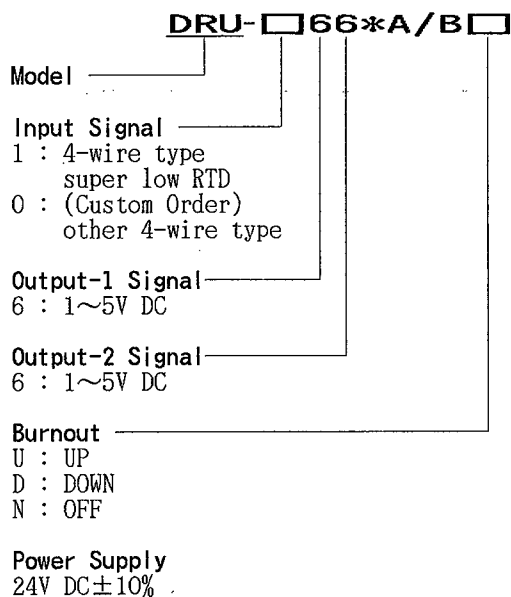 DRU-□66*A/B□
Model
Input Signal
1 : 4-wire type
super low RTD
0 : (Custom Order)
other 4-wire type
Output-1 Signal
6 : 1~5V DC
Output-2 Signal
6 : 1~5V DC
Burnout
U : UP
D : DOWN
N : OFF
Power Supply
24V DC±10%